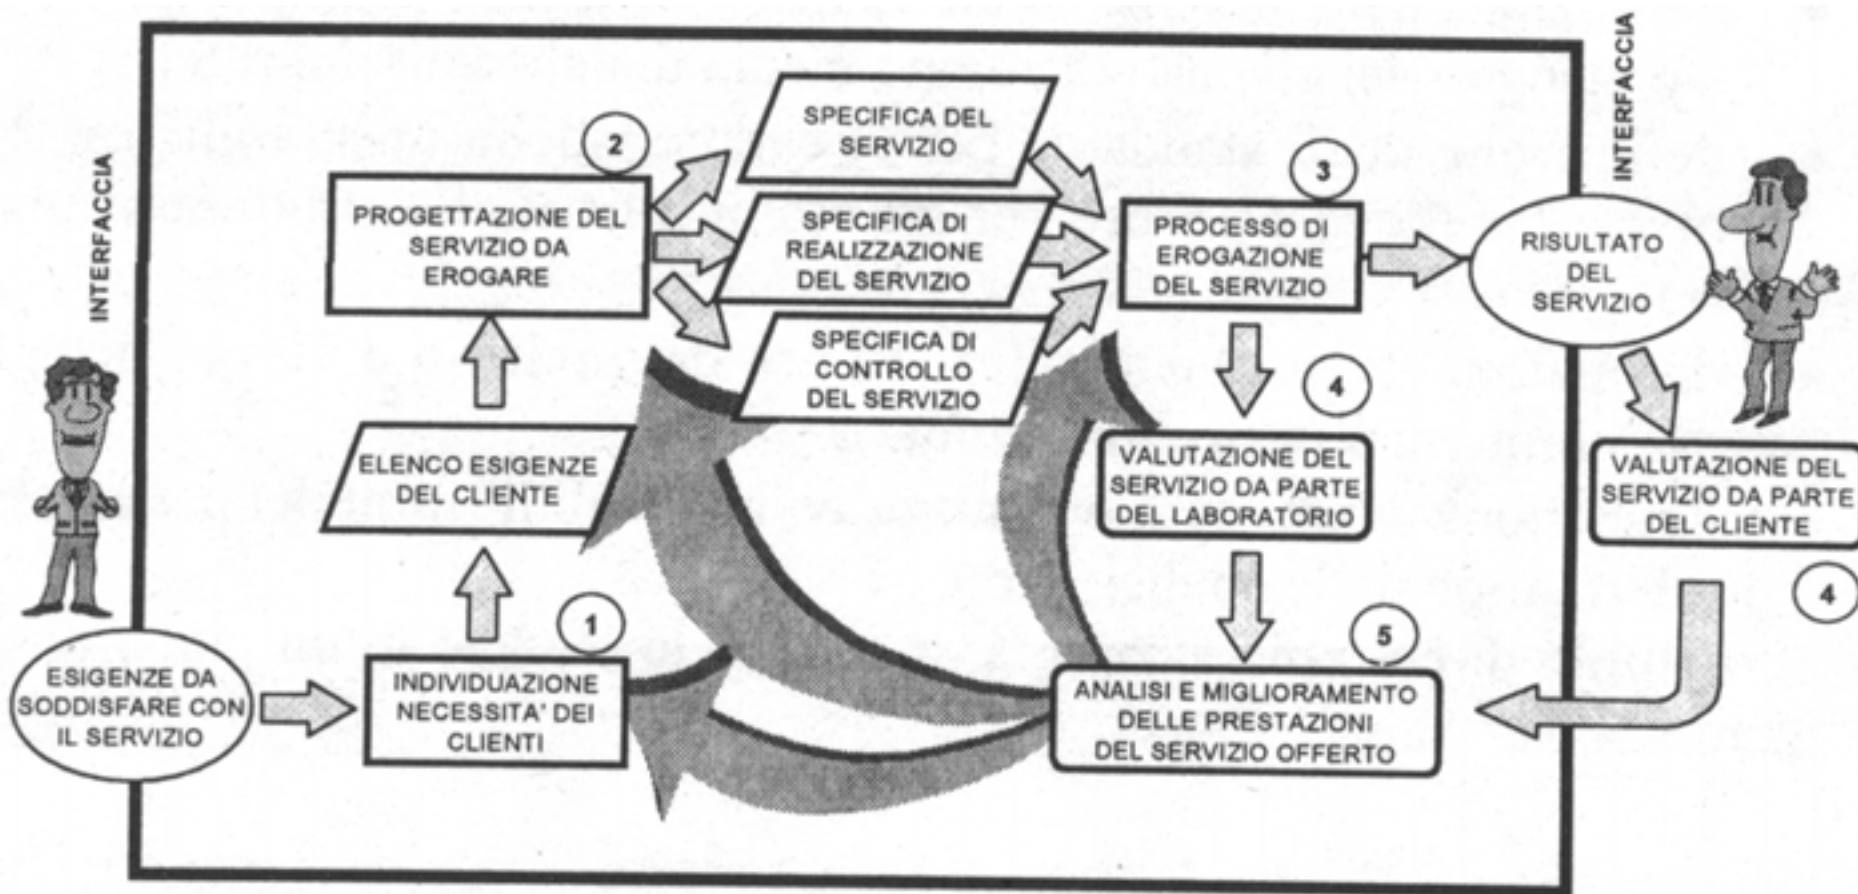 INTERFACCIA
ESIGENZE DA
SODDISFARE CON
IL SERVIZIO
1
INDIVIDUAZIONE
NECESSITA' DEI
CLIENTI
ELENCO ESIGENZE
DEL CLIENTE
2
PROGETTAZIONE DEL
SERVIZIO DA
EROGARE
SPECIFICA DEL
SERVIZIO
SPECIFICA DI
REALIZZAZIONE
DEL SERVIZIO
SPECIFICA DI
CONTROLLO
DEL SERVIZIO
3
PROCESSO DI
EROGAZIONE
DEL SERVIZIO
INTERFACCIA
RISULTATO
DEL
SERVIZIO
4
VALUTAZIONE DEL
SERVIZIO DA PARTE
DEL LABORATORIO
VALUTAZIONE DEL
SERVIZIO DA PARTE
DEL CLIENTE
4
5
ANALISI E MIGLIORAMENTO
DELLE PRESTAZIONI
DEL SERVIZIO OFFERTO